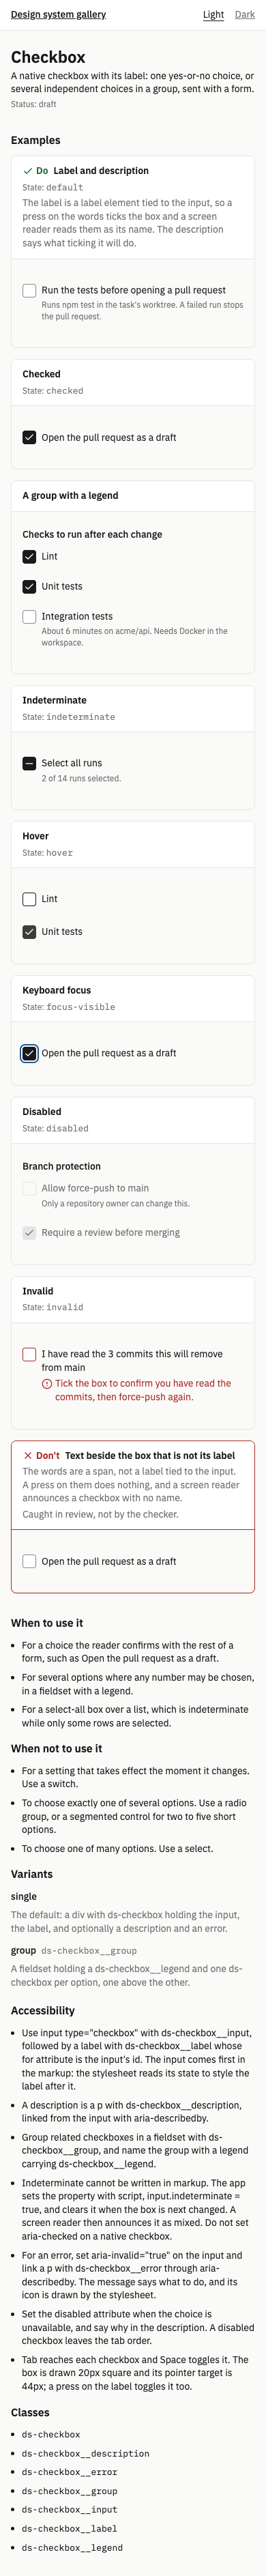 Design system gallery Light Dark
Checkbox
A native checkbox with its label: one yes-or-no choice, or
several independent choices in a group, sent with a form.
Status: draft
Examples
Do Label and description
State: default
The label is a label element tied to the input, so a
press on the words ticks the box and a screen
reader reads them as its name. The description
says what ticking it will do.
Run the tests before opening a pull request
Runs npm test in the task's worktree. A failed run stops
the pull request.
Checked
State: checked
Open the pull request as a draft
A group with a legend
Checks to run after each change
Lint
Unit tests
Integration tests
About 6 minutes on acme/api. Needs Docker in the
workspace.
Indeterminate
State: indeterminate
Select all runs
2 of 14 runs selected.
Hover
State: hover
Lint
Unit tests
Keyboard focus
State: focus-visible
Open the pull request as a draft
Disabled
State: disabled
Branch protection
Allow force-push to main
Only a repository owner can change this.
Require a review before merging
Invalid
State: invalid
I have read the 3 commits this will remove
from main
Tick the box to confirm you have read the
commits, then force-push again.
Don't Text beside the box that is not its label
The words are a span, not a label tied to the input.
A press on them does nothing, and a screen reader
announces a checkbox with no name.
Caught in review, not by the checker.
Open the pull request as a draft
When to use it
• For a choice the reader confirms with the rest of a
form, such as Open the pull request as a draft.
• For several options where any number may be chosen,
in a fieldset with a legend.
• For a select-all box over a list, which is indeterminate
while only some rows are selected.
When not to use it
• For a setting that takes effect the moment it changes.
Use a switch.
• To choose exactly one of several options. Use a radio
group, or a segmented control for two to five short
options.
• To choose one of many options. Use a select.
Variants
single
The default: a div with ds-checkbox holding the input,
the label, and optionally a description and an error.
group ds-checkbox__group
A fieldset holding a ds-checkbox__legend and one ds-
checkbox per option, one above the other.
Accessibility
• Use input type="checkbox" with ds-checkbox__input,
followed by a label with ds-checkbox__label whose
for attribute is the input's id. The input comes first in
the markup: the stylesheet reads its state to style the
label after it.
• A description is a p with ds-checkbox__description,
linked from the input with aria-describedby.
• Group related checkboxes in a fieldset with ds-
checkbox__group, and name the group with a legend
carrying ds-checkbox__legend.
• Indeterminate cannot be written in markup. The app
sets the property with script, input.indeterminate =
true, and clears it when the box is next changed. A
screen reader then announces it as mixed. Do not set
aria-checked on a native checkbox.
• For an error, set aria-invalid="true" on the input and
link a p with ds-checkbox__error through aria-
describedby. The message says what to do, and its
icon is drawn by the stylesheet.
• Set the disabled attribute when the choice is
unavailable, and say why in the description. A disabled
checkbox leaves the tab order.
• Tab reaches each checkbox and Space toggles it. The
box is drawn 20px square and its pointer target is
44px; a press on the label toggles it too.
Classes
• ds-checkbox
• ds-checkbox__description
• ds-checkbox__error
• ds-checkbox__group
• ds-checkbox__input
• ds-checkbox__label
• ds-checkbox__legend